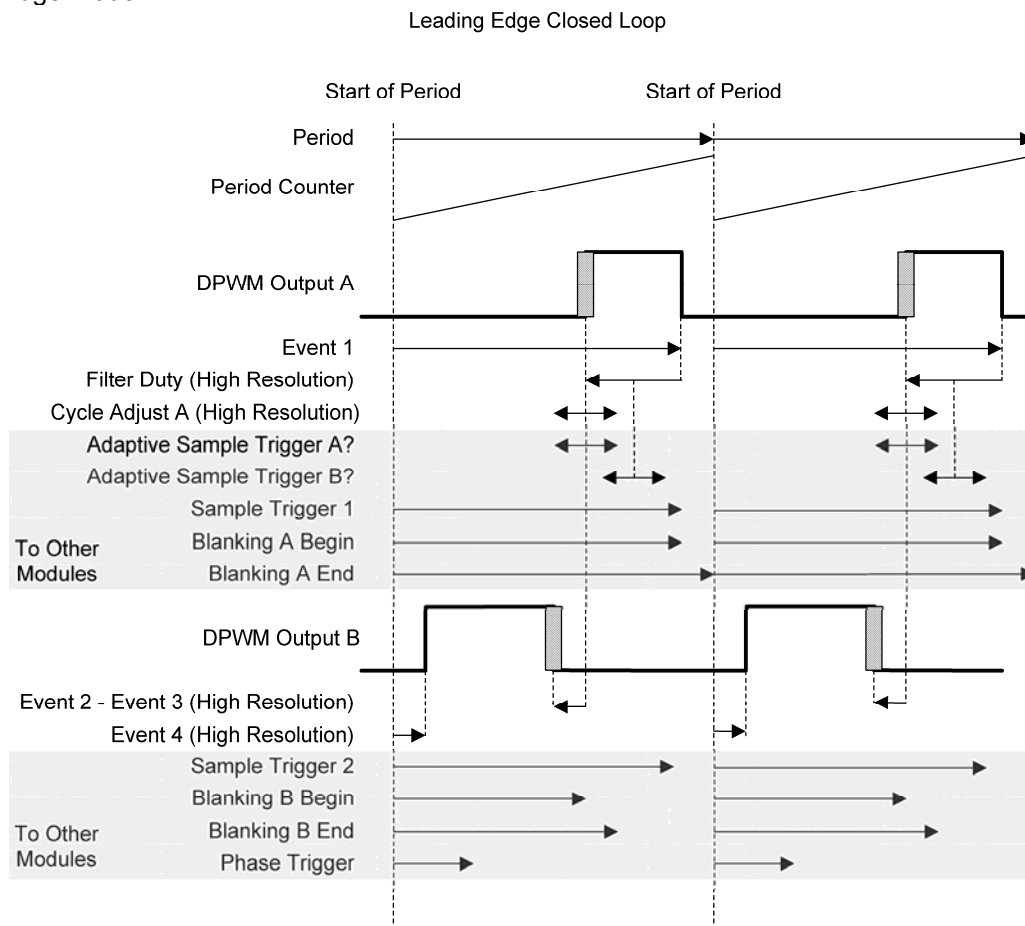 Leading Edge Closed Loop
Start of Period
Start of Period
Period
Period Counter
DPWM Output A
Event 1
Filter Duty (High Resolution)
Cycle Adjust A (High Resolution)
Adaptive Sample Trigger A?
Adaptive Sample Trigger B?
Sample Trigger 1
Blanking A Begin
Blanking A End
To Other
Modules
DPWM Output B
Event 2 - Event 3 (High Resolution)
Event 4 (High Resolution)
Sample Trigger 2
Blanking B Begin
Blanking B End
Phase Trigger
To Other
Modules